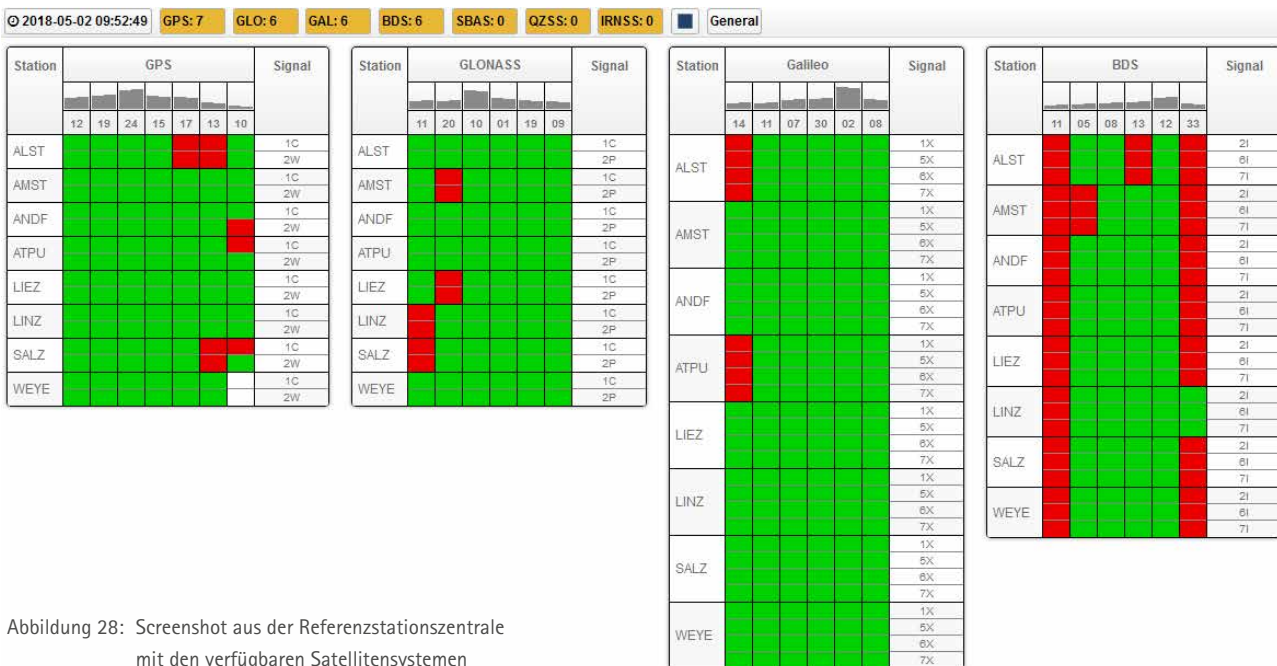 2018-05-02 09:52:49 GPS: 7 GLO: 6 GAL: 6 BDS: 6 SBAS: 0 QZSS: 0 IRNSS: 0 General
Station GPS Signal
12 19 24 15 17 13 10
ALST 1C
2W
AMST 1C
2W
ANDF 1C
2W
ATPU 1C
2W
LIEZ 1C
2W
LINZ 1C
2W
SALZ 1C
2W
WEYE 1C
2W
Station GLONASS Signal
11 20 10 01 19 09
ALST 1C
2P
AMST 1C
2P
ANDF 1C
2P
ATPU 1C
2P
LIEZ 1C
2P
LINZ 1C
2P
SALZ 1C
2P
WEYE 1C
2P
Station Galileo Signal
14 11 07 30 02 08
ALST 1X
5X
6X
7X
AMST 1X
5X
6X
7X
ANDF 1X
5X
6X
7X
ATPU 1X
5X
6X
7X
LIEZ 1X
5X
6X
7X
LINZ 1X
5X
6X
7X
SALZ 1X
5X
6X
7X
WEYE 1X
5X
6X
7X
Station BDS Signal
11 05 08 13 12 33
ALST 2I
6I
7I
AMST 2I
6I
7I
ANDF 2I
6I
7I
ATPU 2I
6I
7I
LIEZ 2I
6I
7I
LINZ 2I
6I
7I
SALZ 2I
6I
7I
WEYE 2I
6I
7I
Abbildung 28: Screenshot aus der Referenzstationszentrale
mit den verfügbaren Satellitensystemen